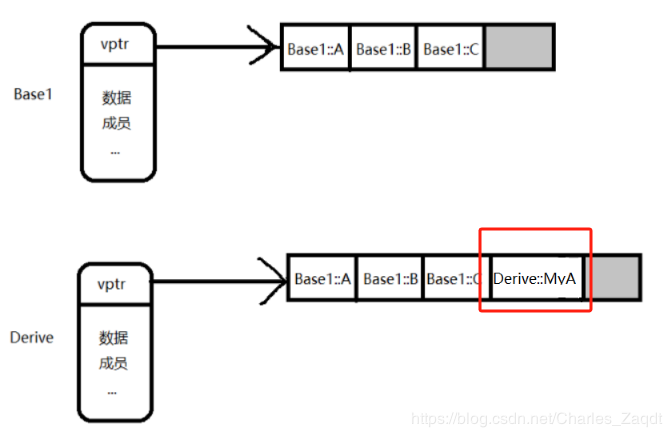 vptr
Base1::A Base1::B Base1::C
Base1
数据
成员
...
vptr
Base1::A Base1::B Base1::C Derive::MyA
Derive
数据
成员
...
https://blog.csdn.net/Charles_Zaqdt